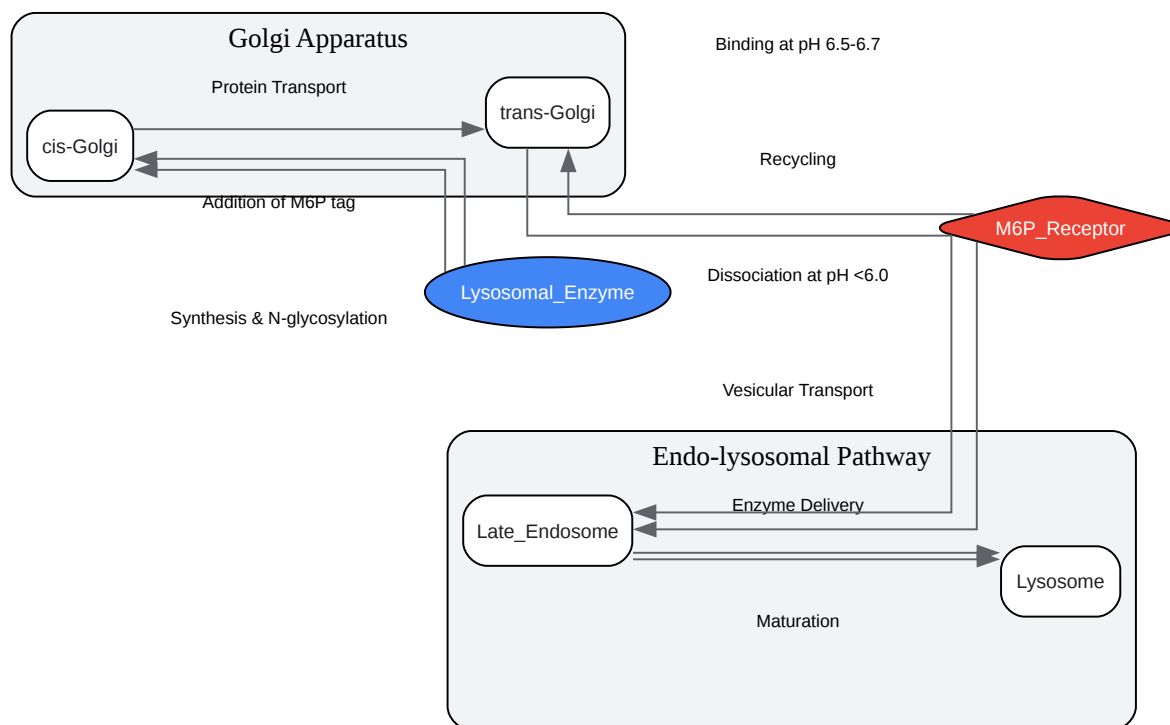 Golgi Apparatus
Binding at pH 6.5-6.7
Protein Transport
trans-Golgi
cis-Golgi
Recycling
Addition of M6P tag
M6P_Receptor
Dissociation at pH <6.0
Lysosomal_Enzyme
Synthesis & N-glycosylation
Vesicular Transport
Endo-lysosomal Pathway
Enzyme Delivery
Late_Endosome
Lysosome
Maturation